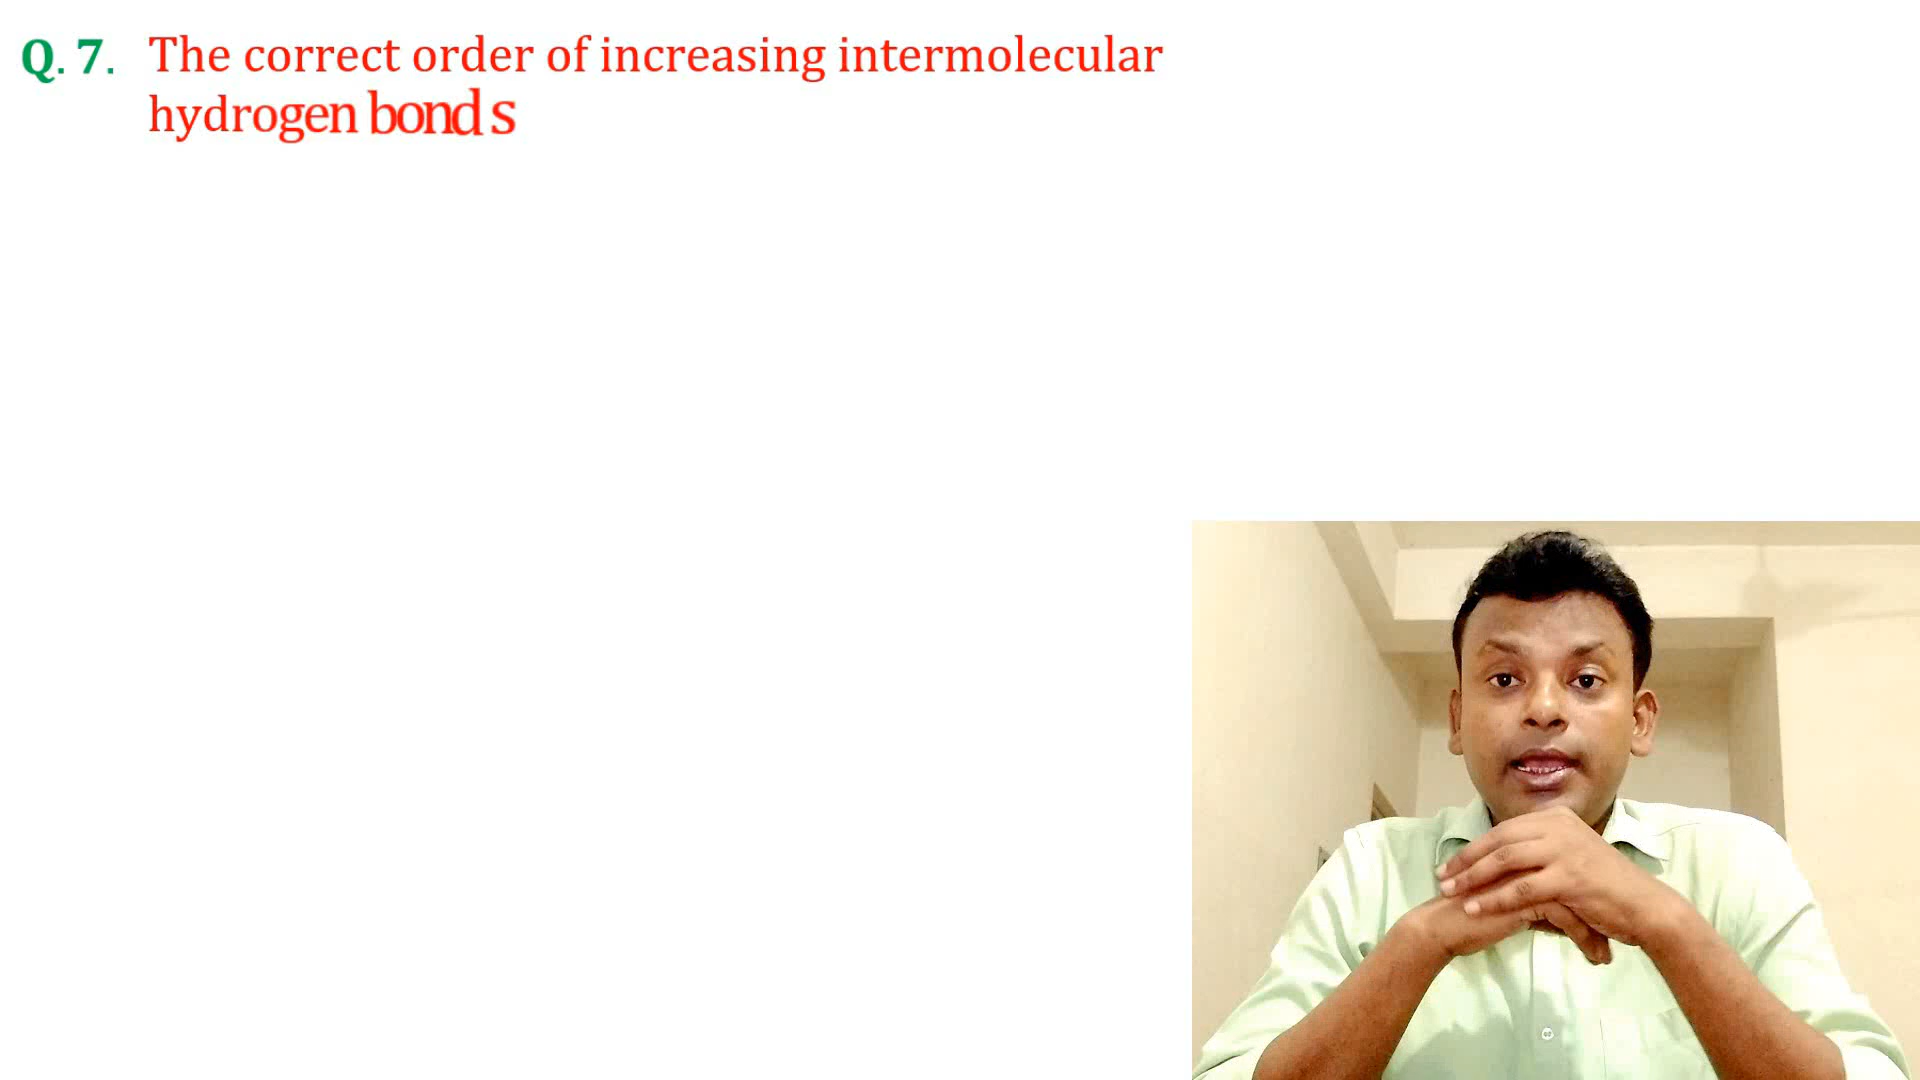 Q. 7. The correct order of increasing intermolecular
hydrogen bonds